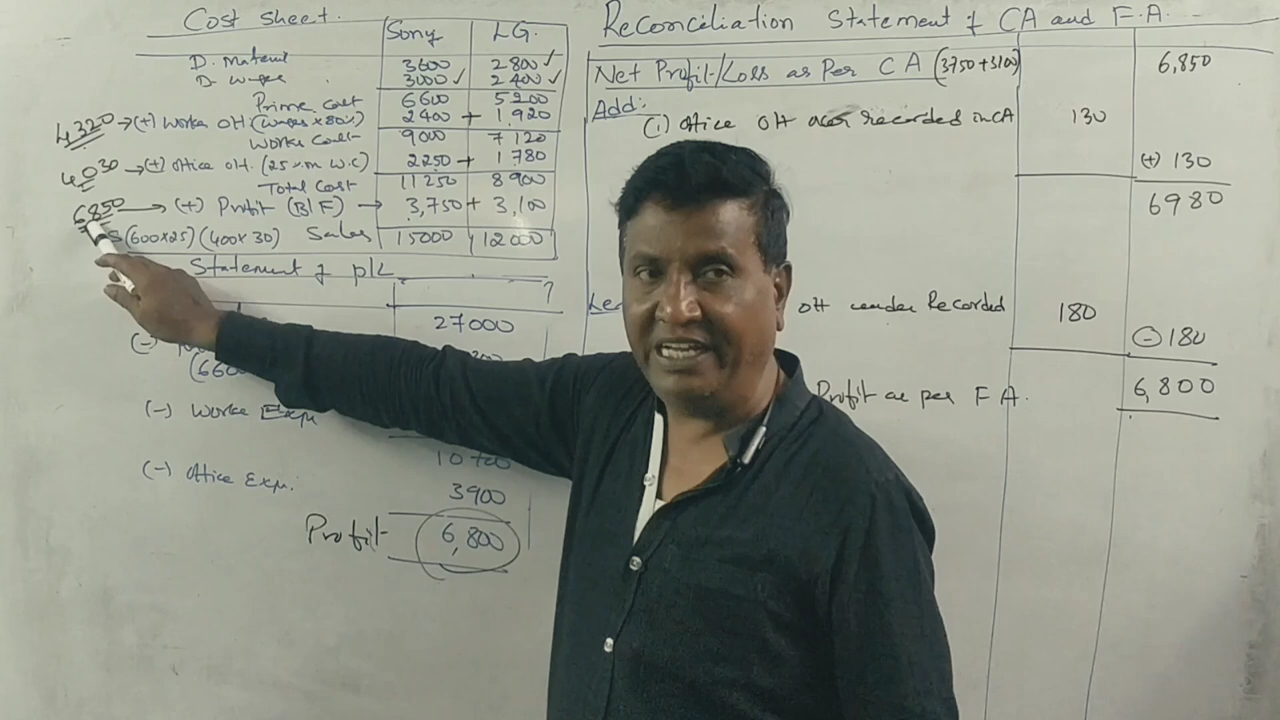 Cost sheet.
Sony LG.
D. Material 3600 2800 ✓
D. Wages 3000 ✓ 2400 ✓
Prime cost 6600 5200
4320 → (+) Works OH (Wages x 80%) 2400 + 1,920
Works Cost 9000 7120
4030 → (+) Office OH. (25% on W.C) 2250 + 1780
Total Cost 11250 8900
6850 → (+) Profit (B/F) → 3,750 + 3,100
S (600x25) (400x30) Sales 15000 12000
Statement of P/L
27000
(-)
(660
(-) Works Exp.
10700
(-) Office Exp. 3900
Profit 6,800
Reconciliation Statement of CA and F.A.
Net Profit/Loss as Per CA (3750+3100) 6,850
Add:
(i) Office OH over recorded in CA 130
(+) 130
6980
OH under Recorded 180
(-) 180
Profit as per F A. 6,800